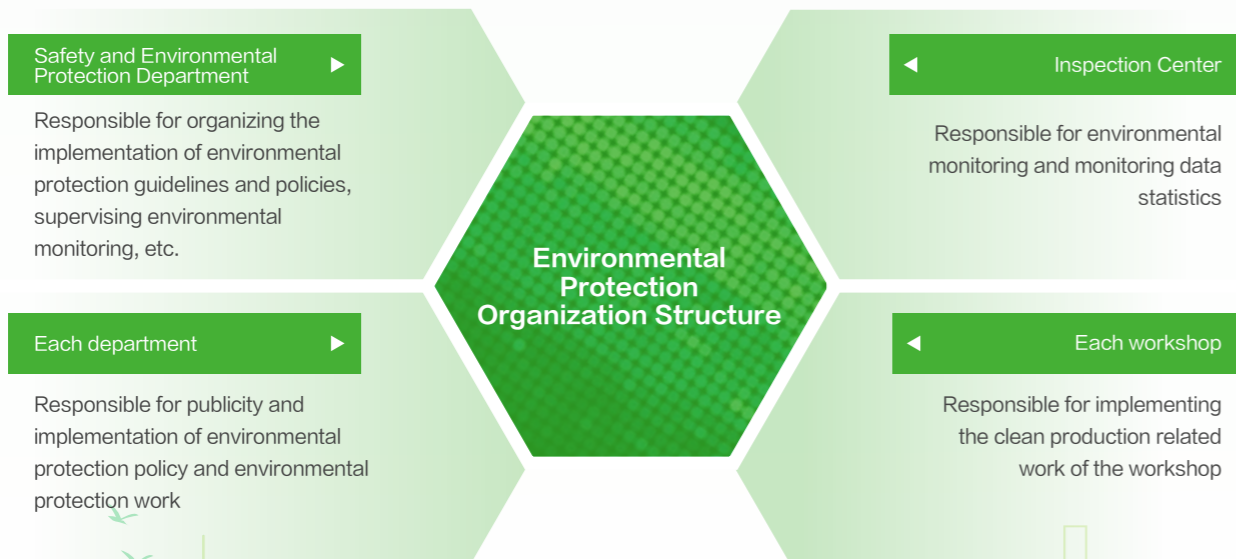 Safety and Environmental
Protection Department
Responsible for organizing the
implementation of environmental
protection guidelines and policies,
supervising environmental
monitoring, etc.
Inspection Center
Responsible for environmental
monitoring and monitoring data
statistics
Environmental
Protection
Organization Structure
Each department
Responsible for publicity and
implementation of environmental
protection policy and environmental
protection work
Each workshop
Responsible for implementing
the clean production related
work of the workshop